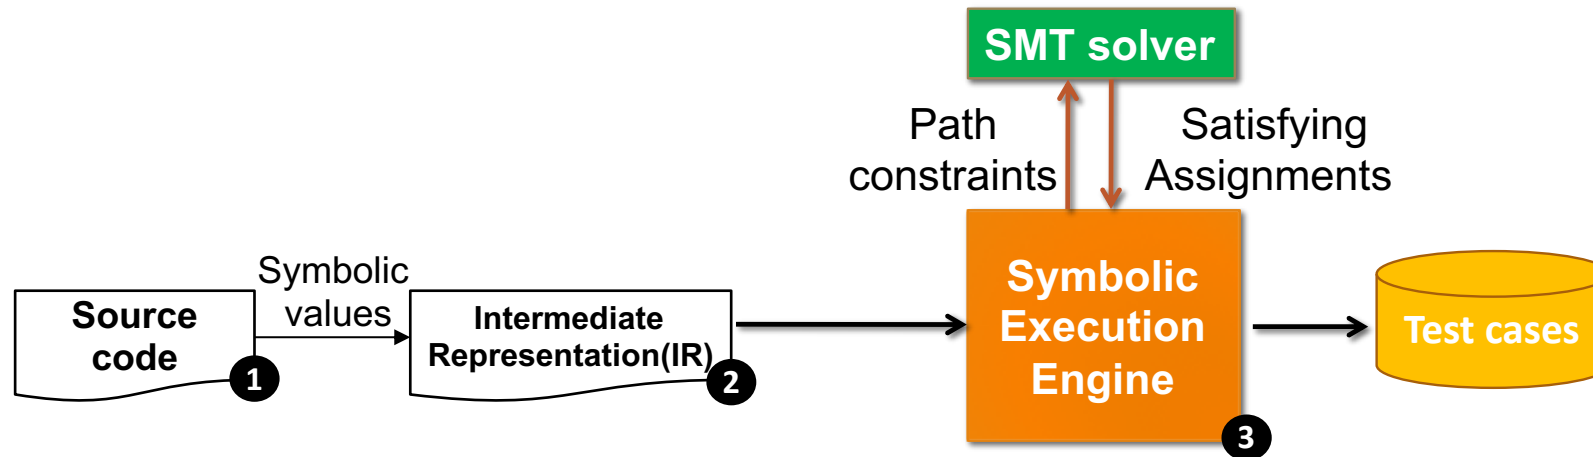 SMT solver
Path
constraints
Satisfying
Assignments
Symbolic
values
Source
code
1
Intermediate
Representation(IR)
2
Symbolic
Execution
Engine
3
Test cases